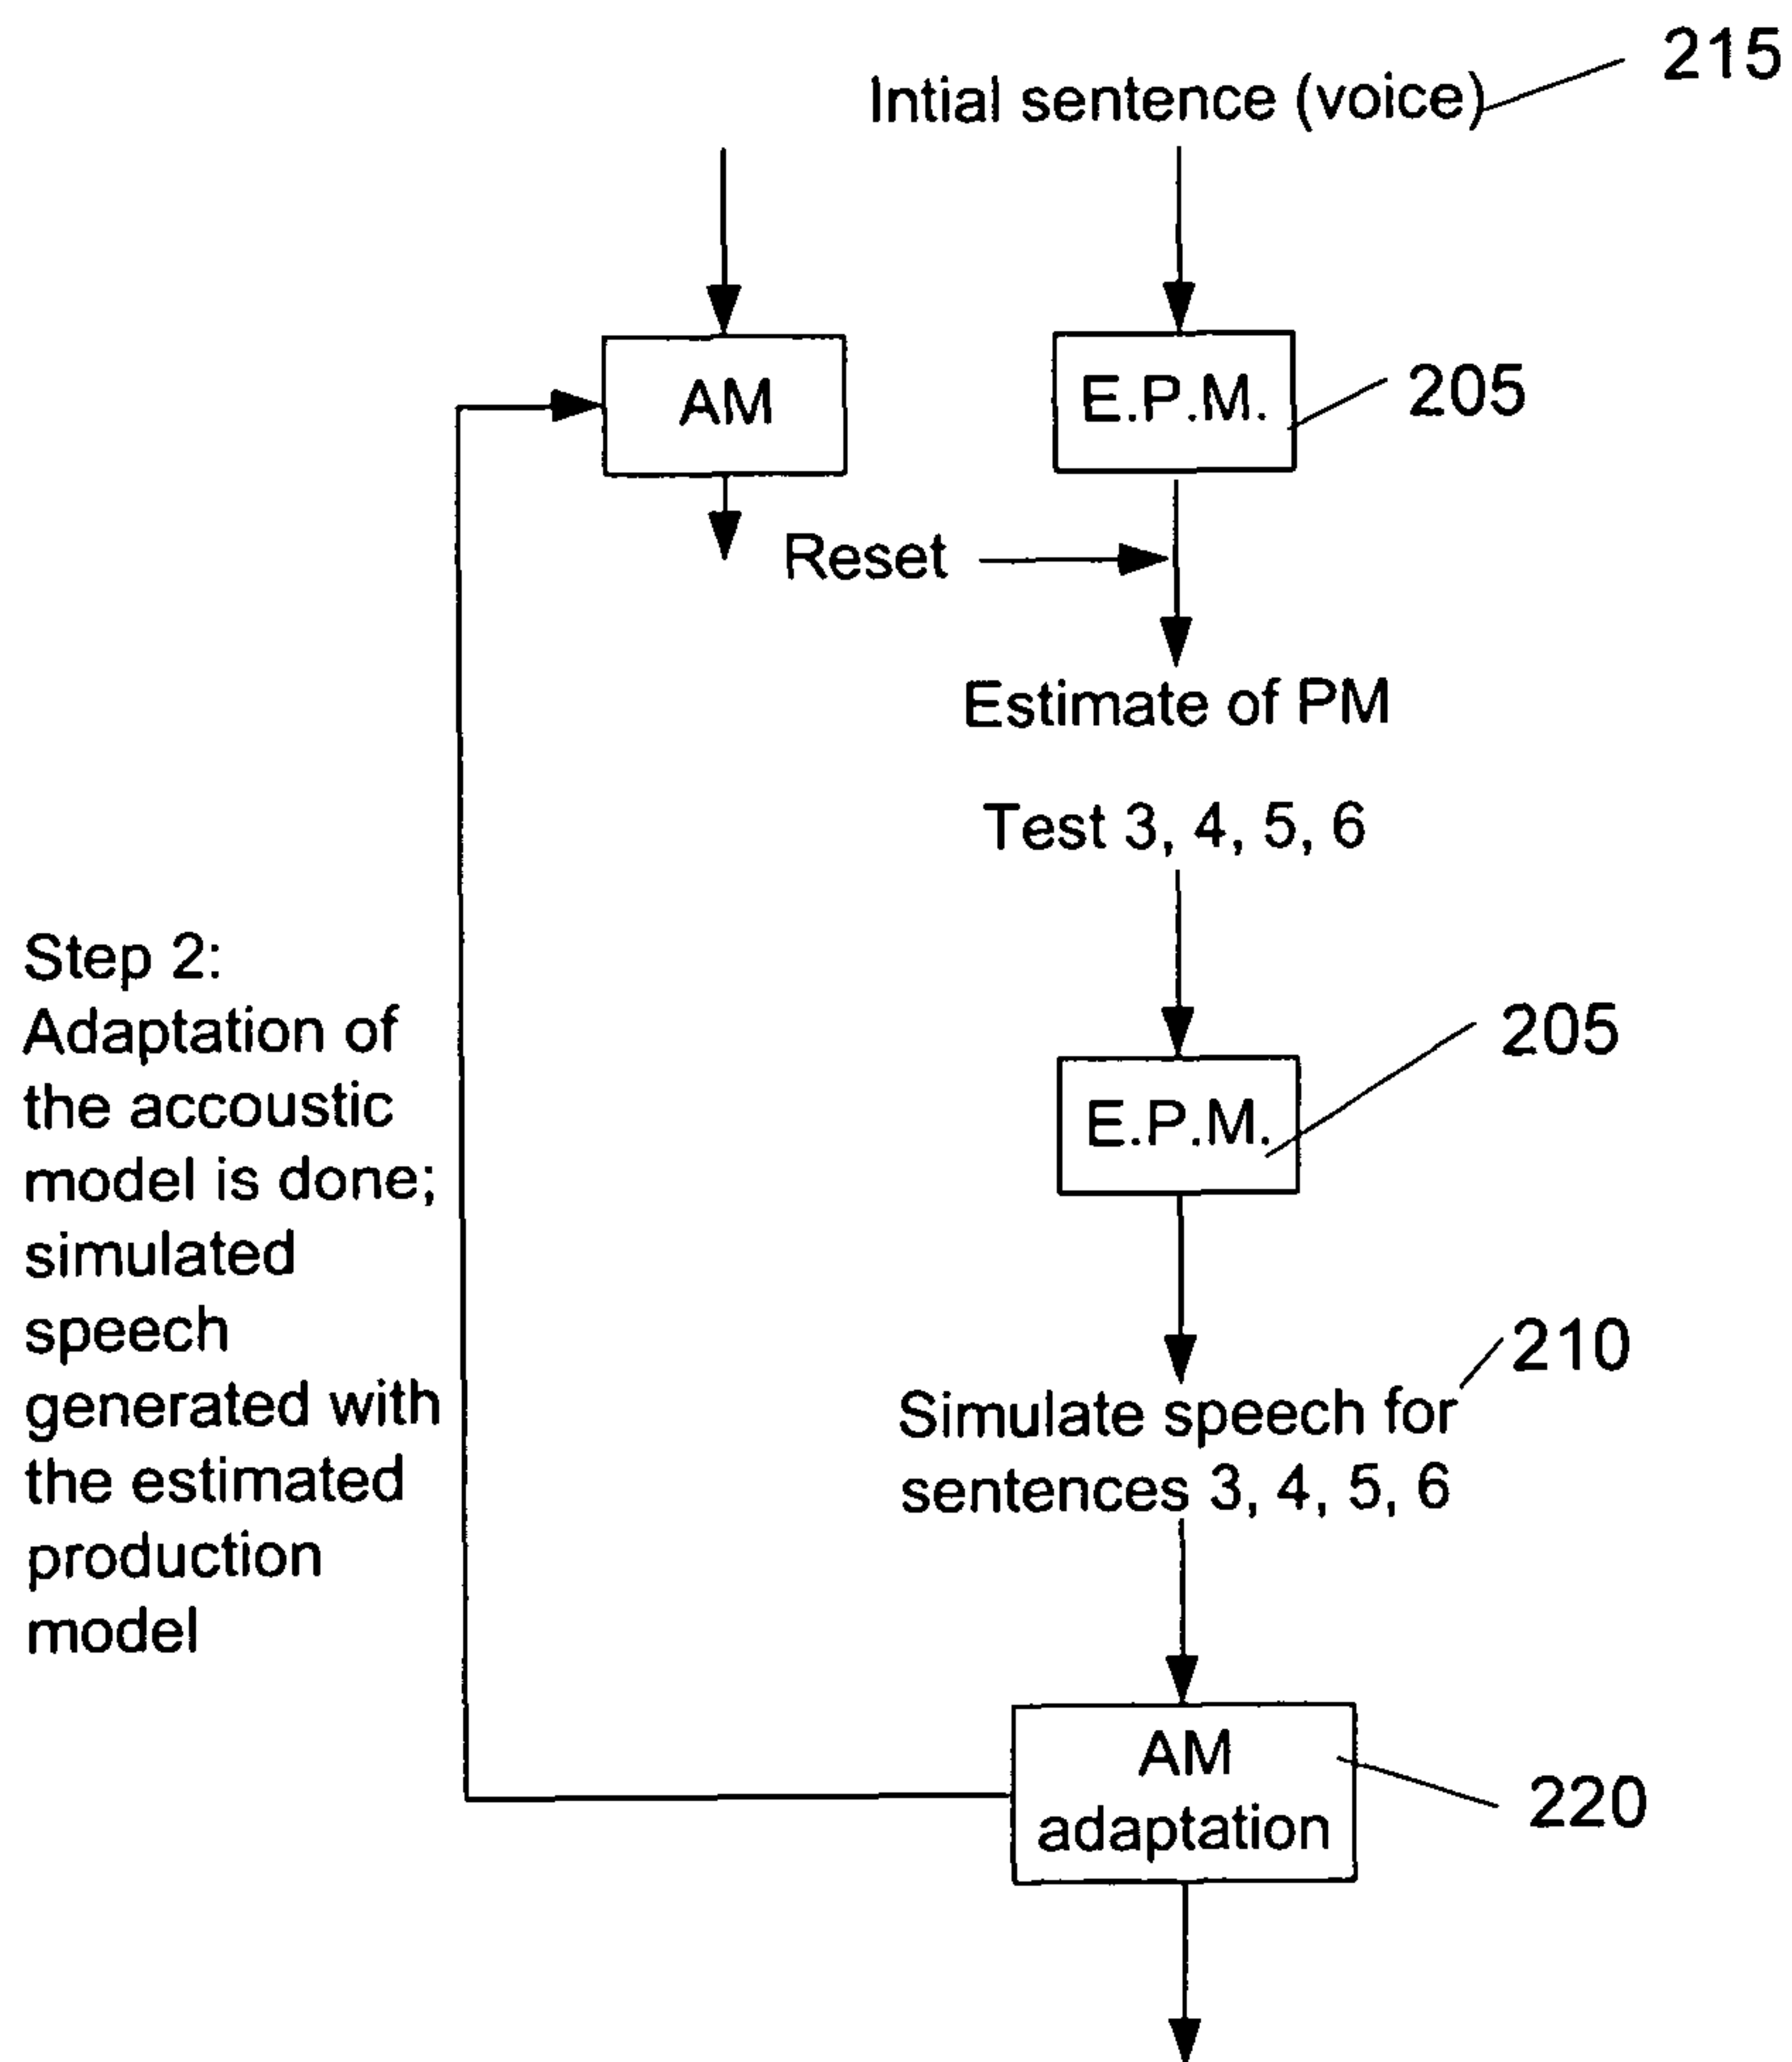 215
Intial sentence (voice)
AM
E.P.M.
205
Reset
Estimate of PM
Test 3, 4, 5, 6
Step 2:
Adaptation of
the accoustic
model is done;
simulated
speech
generated with
the estimated
production
model
205
E.P.M.
210
Simulate speech for
sentences 3, 4, 5, 6
AM
adaptation
220